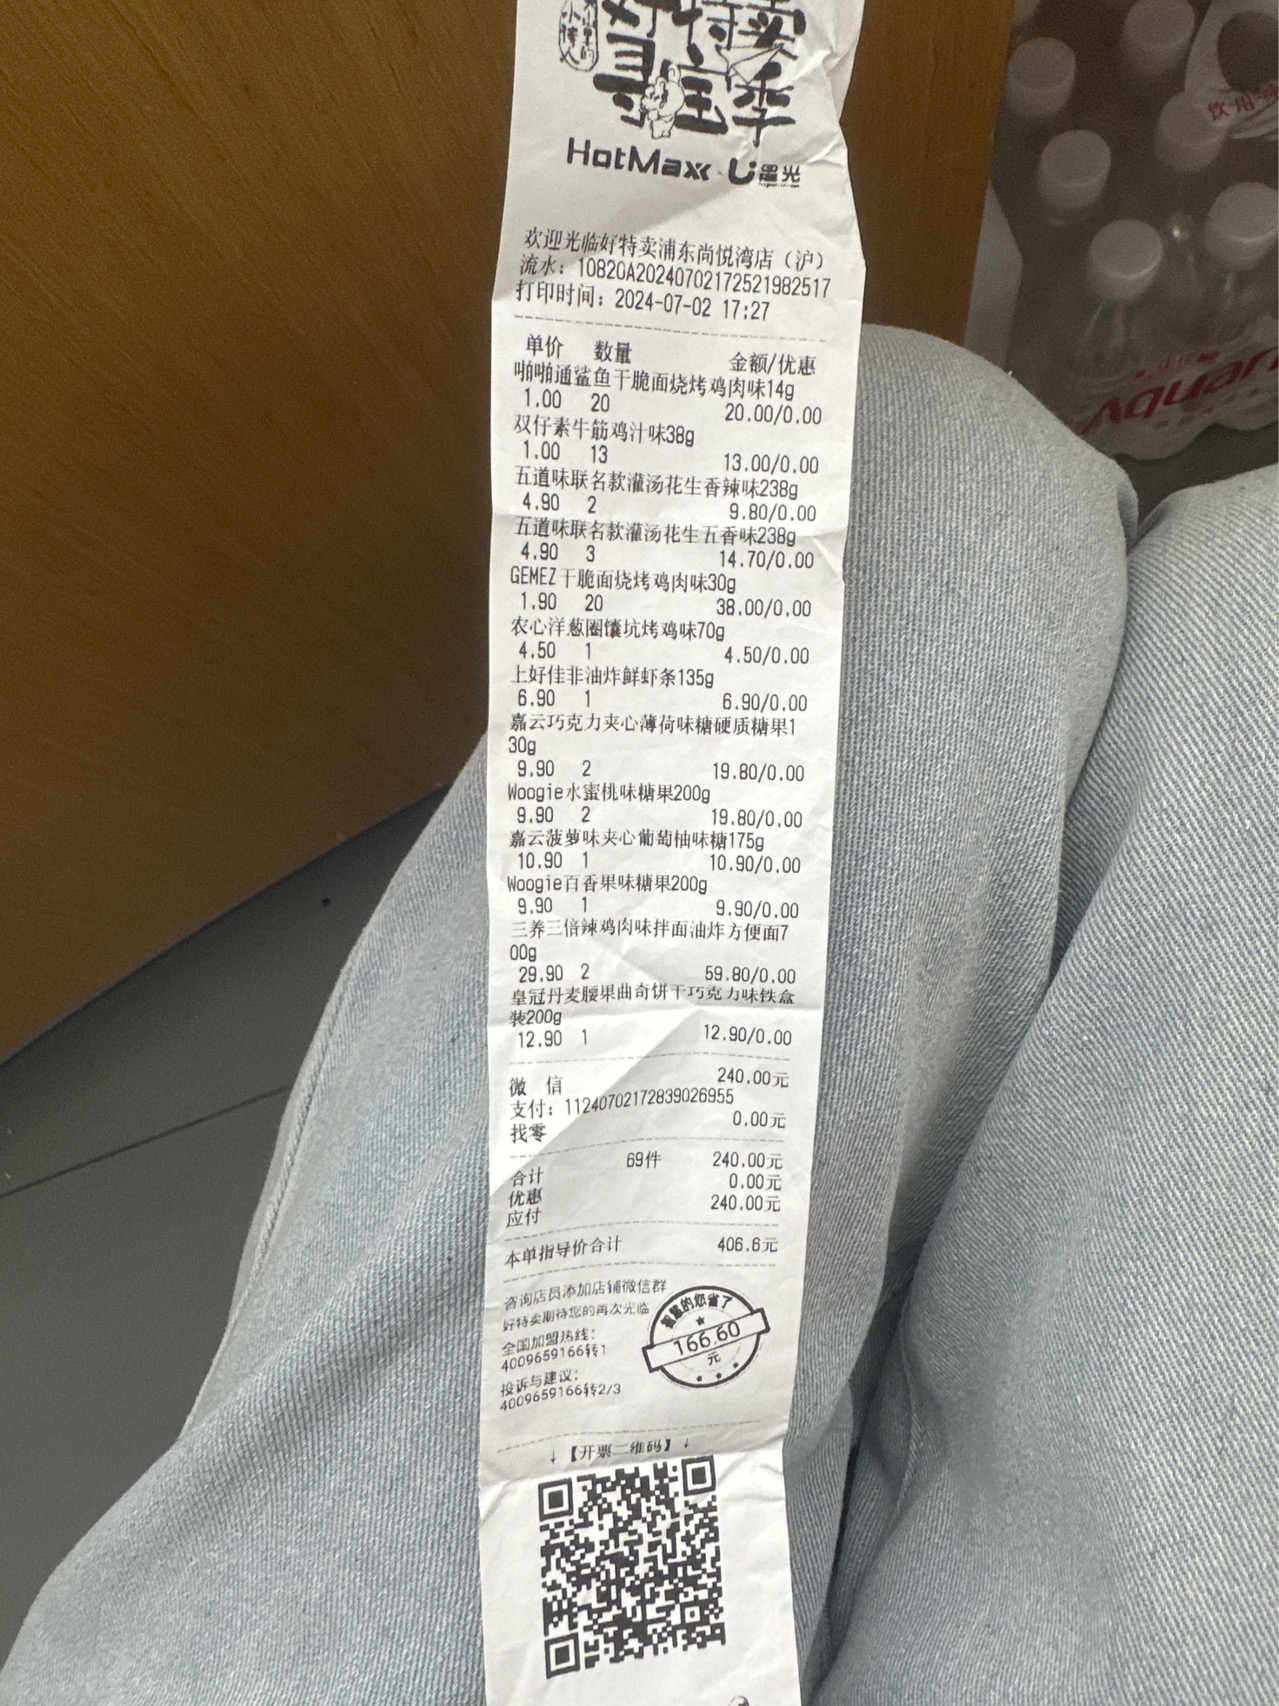 好特卖
寻宝季
HotMaxx U星光
欢迎光临好特卖浦东尚悦湾店（沪）
流水：10820A20240702172521982517
打印时间：2024-07-02 17:27
单价 数量 金额/优惠
啪啪通鲨鱼干脆面烧烤鸡肉味14g
1.00 20 20.00/0.00
双仔素牛筋鸡汁味38g
1.00 13 13.00/0.00
五道味联名款灌汤花生香辣味238g
4.90 2 9.80/0.00
五道味联名款灌汤花生五香味238g
4.90 3 14.70/0.00
GEMEZ干脆面烧烤鸡肉味30g
1.90 20 38.00/0.00
农心洋葱圈馕坑烤鸡味70g
4.50 1 4.50/0.00
上好佳非油炸鲜虾条135g
6.90 1 6.90/0.00
嘉云巧克力夹心薄荷味糖硬质糖果1
30g
9.90 2 19.80/0.00
Woogie水蜜桃味糖果200g
9.90 2 19.80/0.00
嘉云菠萝味夹心葡萄柚味糖175g
10.90 1 10.90/0.00
Woogie百香果味糖果200g
9.90 1 9.90/0.00
三养三倍辣鸡肉味拌面油炸方便面7
00g
29.90 2 59.80/0.00
皇冠丹麦腰果曲奇饼干巧克力味铁盒
装200g
12.90 1 12.90/0.00
微 信 240.00元
支付：112407021728390269​55
找零 0.00元
合计 69件 240.00元
优惠 0.00元
应付 240.00元
本单指导价合计 406.6元
咨询店员添加店铺微信群
好特卖期待您的再次光临
全国加盟热线：
4009659166转1
投诉与建议：
4009659166转2/3
智慧的您省了
166.60
元
↓【开票二维码】↓
饮用
Aquar